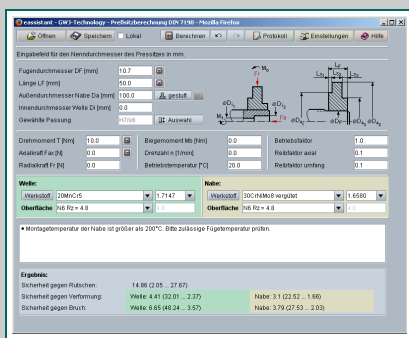 eassistant - GWJ-Technology - Preßsitzberechnung DIN 7190 - Mozilla Firefox
Öffnen Speichern Lokal Berechnen Protokoll Einstellungen Hilfe
Eingabefeld für den Nenndurchmesser des Pressitzes in mm.
Fugendurchmesser DF [mm] 10.7
Länge LF [mm] 50.0
Außendurchmesser Nabe Da [mm] 100.0 gestuft
Innendurchmesser Welle Di [mm] 0.0
Gewählte Passung Auswahl
Drehmoment T [Nm] 10.0 Biegemoment Mb [Nm] 0.0 Betriebsfaktor 1.0
Axialkraft Fax [N] 0.0 Drehzahl n [1/min] 0.0 Reibfaktor axial 0.1
Radialkraft Fr [N] 0.0 Betriebstemperatur [°C] 20.0 Reibfaktor umfang: 0.1
Welle: Nabe:
Werkstoff 20MnCr5 1.7147 Werkstoff 30CrNiMo8 vergütet 1.6580
Oberfläche N8 Rz = 4.8 Oberfläche N8 Rz = 4.8
• Montagetemperatur der Nabe ist größer als 200°C. Bitte zulässige Fügetemperatur prüfen.
Ergebnis:
Sicherheit gegen Rutschen: 14.86 (2.05 ... 27.67)
Sicherheit gegen Verformung: Welle: 4.41 (32.01 ... 2.37) Nabe: 3.1 (22.52 ... 1.66)
Sicherheit gegen Bruch: Welle: 6.65 (48.24 ... 3.57) Nabe: 3.79 (27.53 ... 2.03)